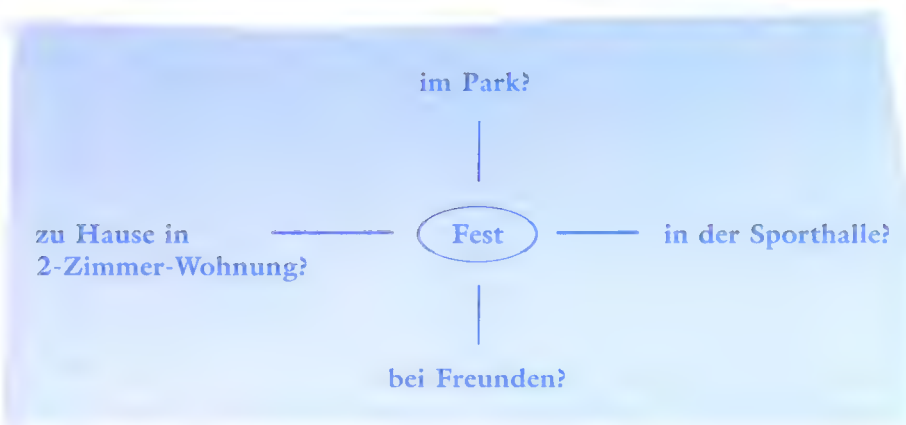 im Park?
zu Hause in
2-Zimmer-Wohnung?
Fest
in der Sporthalle?
bei Freunden?